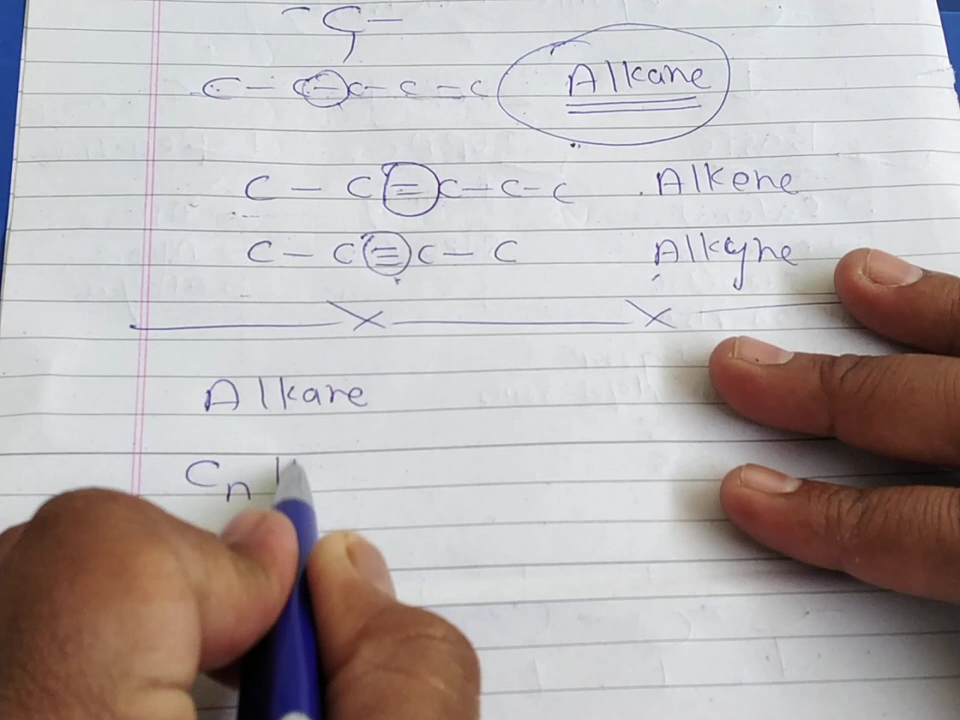 - C -
C - C - C - C - C Alkane
C - C = C - C - C Alkene
C - C ≡ C - C Alkyne
Alkane
Cn